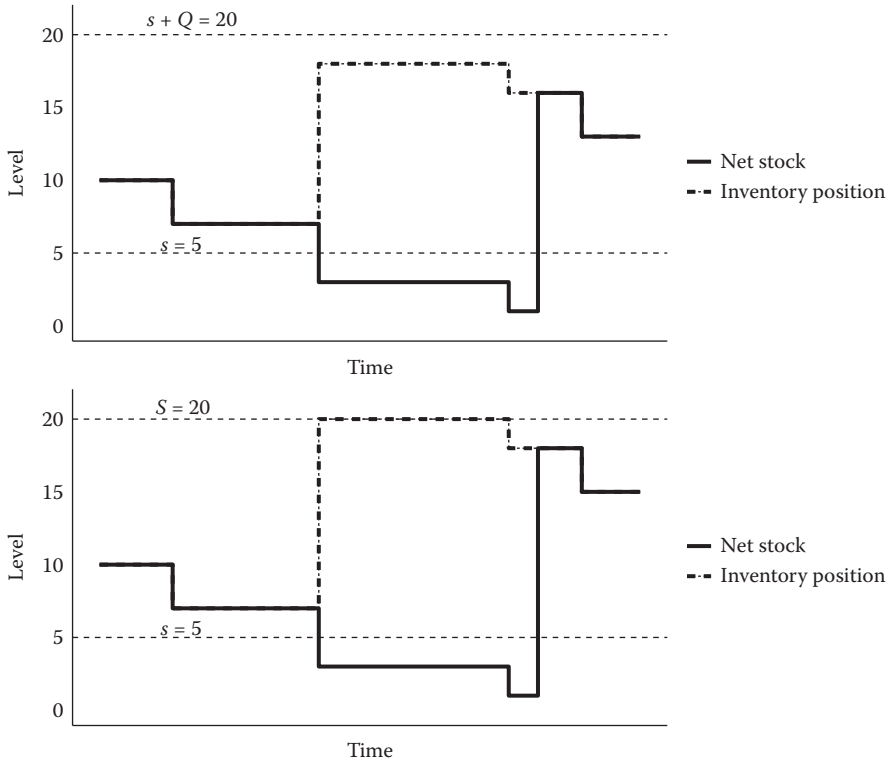 s + Q = 20
20
15
10
5
0
s = 5
Level
Time
Net stock
Inventory position
S = 20
20
15
10
5
0
s = 5
Level
Time
Net stock
Inventory position